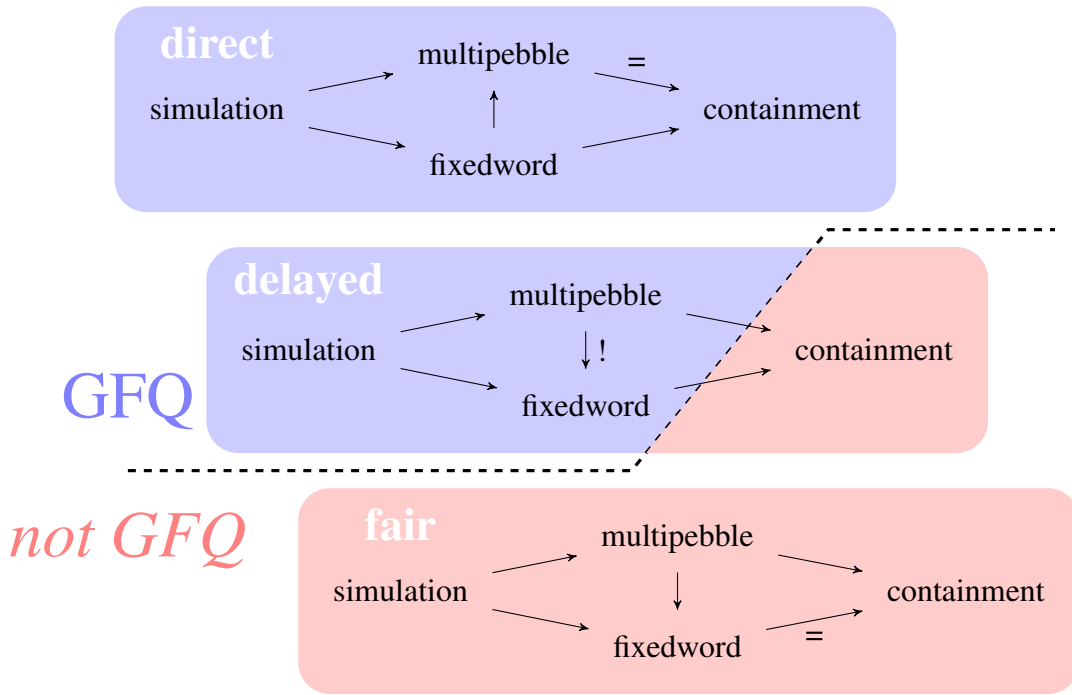 direct
multipebble
=
simulation
containment
fixedword
delayed
multipebble
simulation
!
containment
fixedword
GFQ
not GFQ
fair
multipebble
simulation
containment
fixedword
=